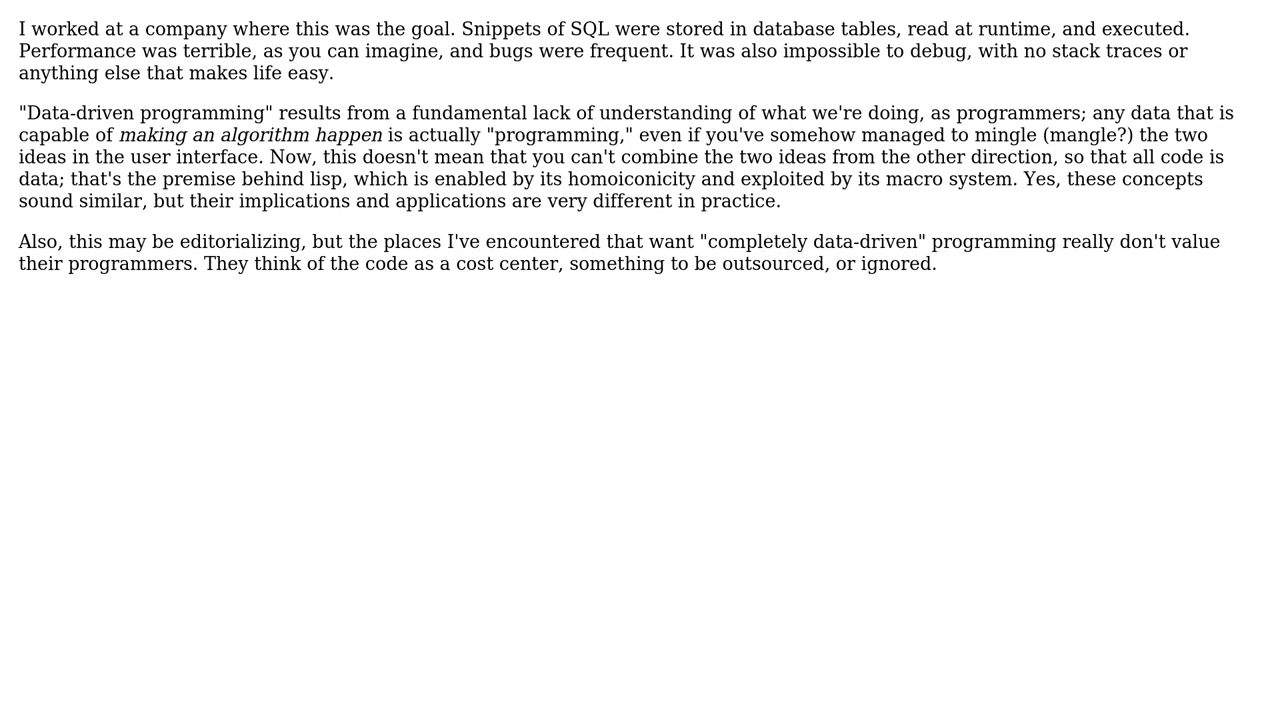 I worked at a company where this was the goal. Snippets of SQL were stored in database tables, read at runtime, and executed.
Performance was terrible, as you can imagine, and bugs were frequent. It was also impossible to debug, with no stack traces or
anything else that makes life easy.
"Data-driven programming" results from a fundamental lack of understanding of what we're doing, as programmers; any data that is
capable of making an algorithm happen is actually "programming," even if you've somehow managed to mingle (mangle?) the two
ideas in the user interface. Now, this doesn't mean that you can't combine the two ideas from the other direction, so that all code is
data; that's the premise behind lisp, which is enabled by its homoiconicity and exploited by its macro system. Yes, these concepts
sound similar, but their implications and applications are very different in practice.
Also, this may be editorializing, but the places I've encountered that want "completely data-driven" programming really don't value
their programmers. They think of the code as a cost center, something to be outsourced, or ignored.